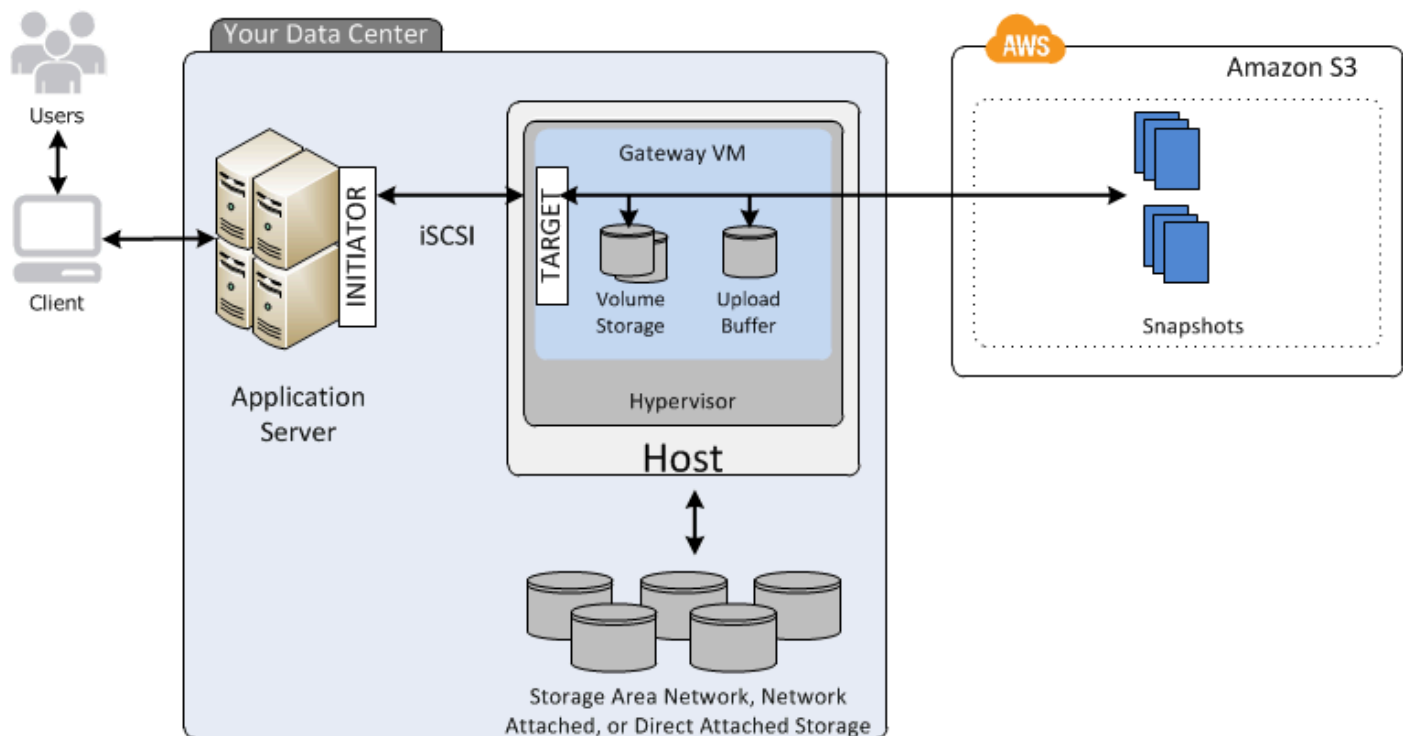 Your Data Center
AWS
Amazon S3
Users
Gateway VM
INITIATOR
iSCSI
TARGET
Volume
Storage
Upload
Buffer
Client
Snapshots
Application
Server
Hypervisor
Host
Storage Area Network, Network
Attached, or Direct Attached Storage